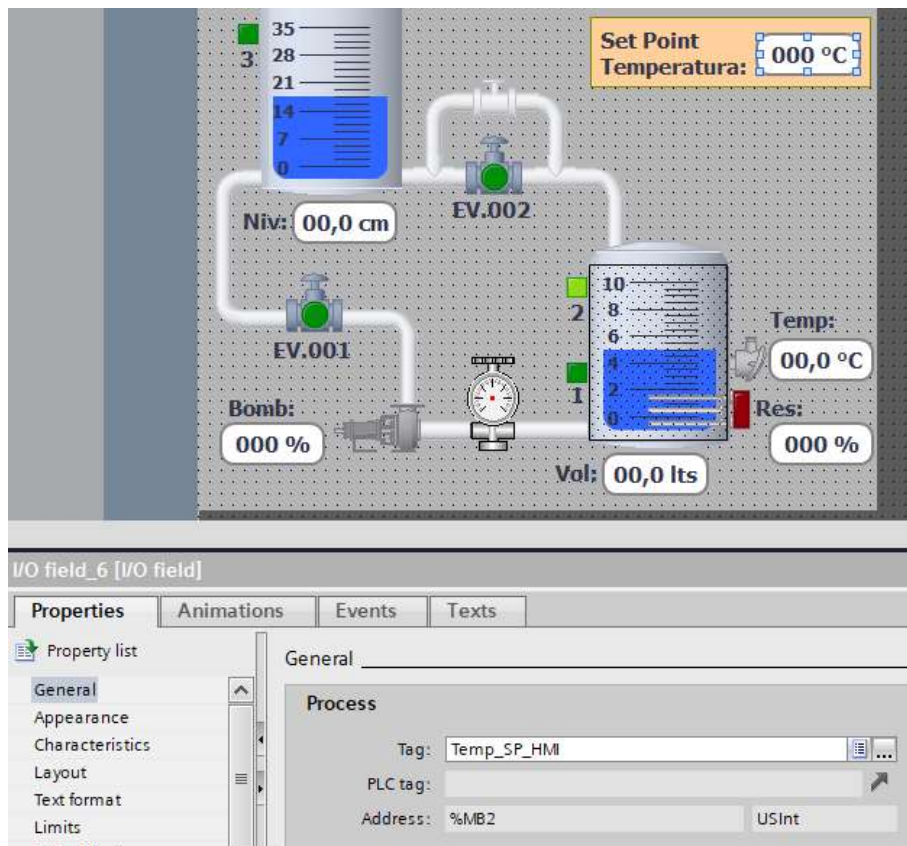 35
3
28
21
14
7
0
Set Point
Temperatura:
000 °C
Niv:
00,0 cm
EV.002
EV.001
10
8
6
4
2
0
2
1
Temp:
00,0 °C
Bomb:
000 %
Res:
000 %
Vol:
00,0 lts
I/O field_6 [I/O field]
Properties
Animations
Events
Texts
Property list
General
General
Appearance
Characteristics
Layout
Text format
Limits
Process
Tag:
Temp_SP_HMI
...
PLC tag:
Address:
%MB2
USInt